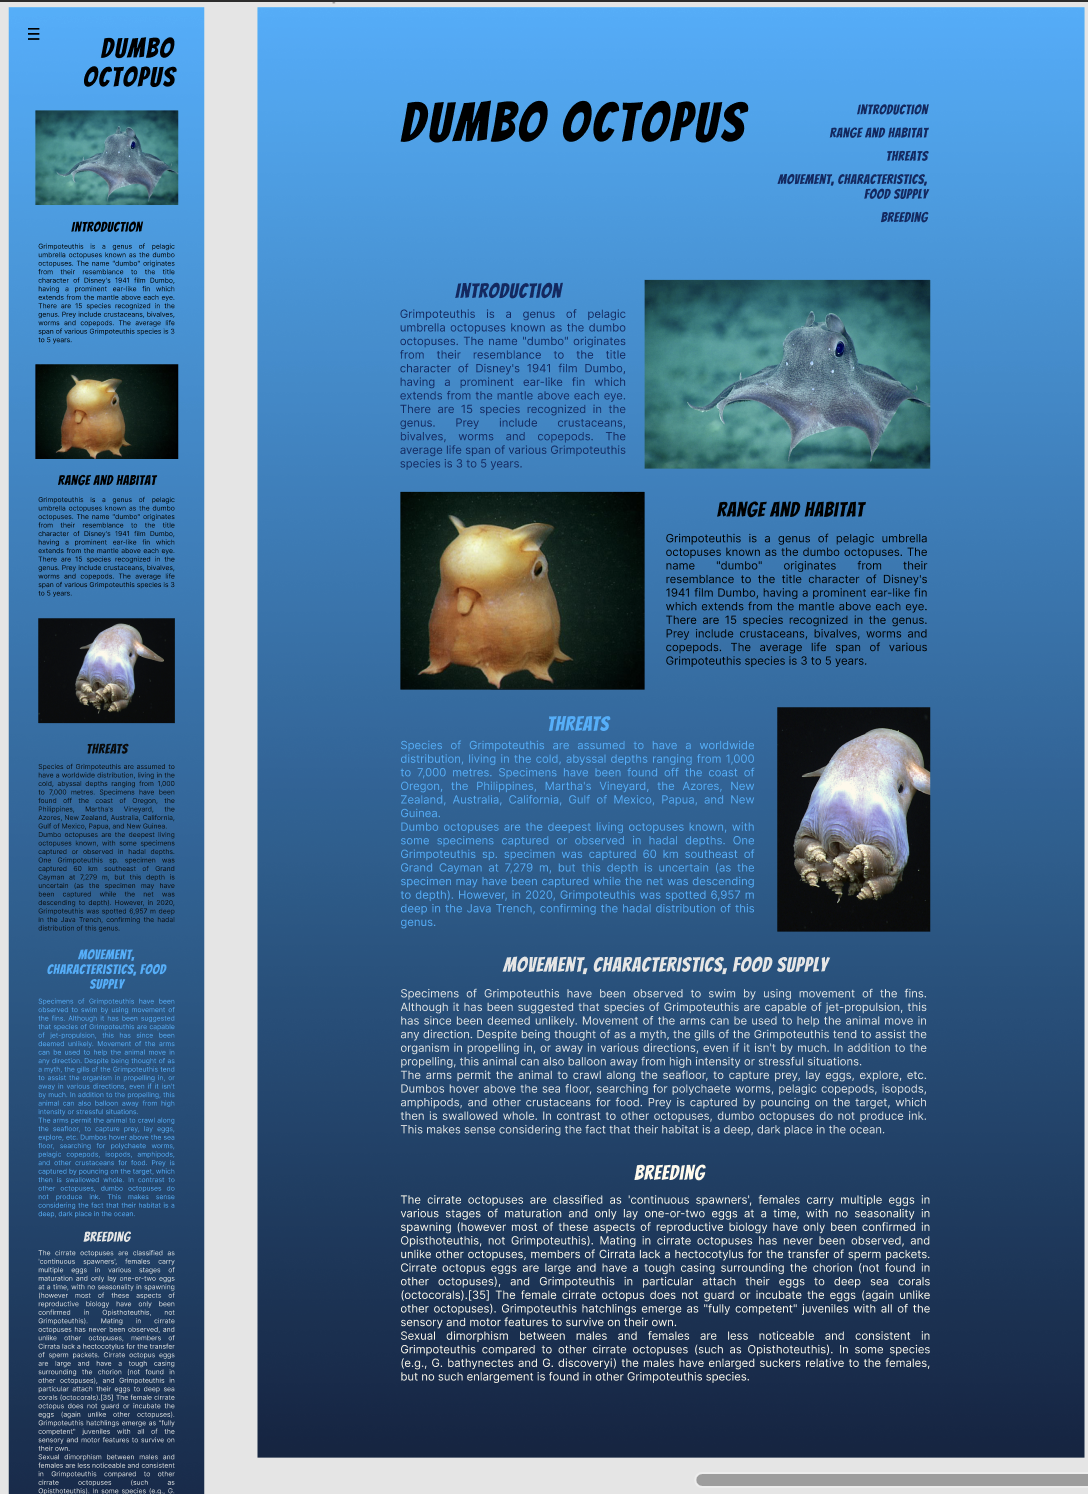 DUMBO
OCTOPUS
INTRODUCTION
Grimpoteuthis is a genus of pelagic
umbrella octopuses known as the dumbo
octopuses. The name "dumbo" originates
from their resemblance to the title
character of Disney's 1941 film Dumbo,
having a prominent ear-like fin which
extends from the mantle above each eye.
There are 15 species recognized in the
genus. Prey include crustaceans, bivalves,
worms and copepods. The average life
span of various Grimpoteuthis species is 3
to 5 years.
RANGE AND HABITAT
Grimpoteuthis is a genus of pelagic
umbrella octopuses known as the dumbo
octopuses. The name "dumbo" originates
from their resemblance to the title
character of Disney's 1941 film Dumbo,
having a prominent ear-like fin which
extends from the mantle above each eye.
There are 15 species recognized in the
genus. Prey include crustaceans, bivalves,
worms and copepods. The average life
span of various Grimpoteuthis species is 3
to 5 years.
THREATS
Species of Grimpoteuthis are assumed to
have a worldwide distribution, living in the
cold, abyssal depths ranging from 1,000
to 7,000 metres. Specimens have been
found off the coast of Oregon, the
Philippines, Martha's Vineyard, the
Azores, New Zealand, Australia, California,
Gulf of Mexico, Papua, and New Guinea.
Dumbo octopuses are the deepest living
octopuses known, with some specimens
captured or observed in hadal depths.
One Grimpoteuthis sp. specimen was
captured 60 km southeast of Grand
Cayman at 7,279 m, but this depth is
uncertain (as the specimen may have
been captured while the net was
descending to depth). However, in 2020,
Grimpoteuthis was spotted 6,957 m deep
in the Java Trench, confirming the hadal
distribution of this genus.
MOVEMENT,
CHARACTERISTICS, FOOD
SUPPLY
Specimens of Grimpoteuthis have been
observed to swim by using movement of
the fins. Although it has been suggested
that species of Grimpoteuthis are capable
of jet-propulsion, this has since been
deemed unlikely. Movement of the arms
can be used to help the animal move in
any direction. Despite being thought of as
a myth, the gills of the Grimpoteuthis tend
to assist the organism in propelling in, or
away in various directions, even if it isn't
by much. In addition to the propelling, this
animal can also balloon away from high
intensity or stressful situations.
The arms permit the animal to crawl along
the seafloor, to capture prey, lay eggs,
explore, etc. Dumbos hover above the sea
floor, searching for polychaete worms,
pelagic copepods, isopods, amphipods,
and other crustaceans for food. Prey is
captured by pouncing on the target, which
then is swallowed whole. In contrast to
other octopuses, dumbo octopuses do
not produce ink. This makes sense
considering the fact that their habitat is a
deep, dark place in the ocean.
BREEDING
The cirrate octopuses are classified as
'continuous spawners', females carry
multiple eggs in various stages of
maturation and only lay one-or-two eggs
at a time, with no seasonality in spawning
(however most of these aspects of
reproductive biology have only been
confirmed in Opisthoteuthis, not
Grimpoteuthis). Mating in cirrate
octopuses has never been observed, and
unlike other octopuses, members of
Cirrata lack a hectocotylus for the transfer
of sperm packets. Cirrate octopus eggs
are large and have a tough casing
surrounding the chorion (not found in
other octopuses), and Grimpoteuthis in
particular attach their eggs to deep sea
corals (octocorals).[35] The female cirrate
octopus does not guard or incubate the
eggs (again unlike other octopuses).
Grimpoteuthis hatchlings emerge as "fully
competent" juveniles with all of the
sensory and motor features to survive on
their own.
Sexual dimorphism between males and
females are less noticeable and consistent
in Grimpoteuthis compared to other
cirrate octopuses (such as
Opisthoteuthis). In some species (e.g., G.
DUMBO OCTOPUS
INTRODUCTION
RANGE AND HABITAT
THREATS
MOVEMENT, CHARACTERISTICS,
FOOD SUPPLY
BREEDING
INTRODUCTION
Grimpoteuthis is a genus of pelagic
umbrella octopuses known as the dumbo
octopuses. The name "dumbo" originates
from their resemblance to the title
character of Disney's 1941 film Dumbo,
having a prominent ear-like fin which
extends from the mantle above each eye.
There are 15 species recognized in the
genus. Prey include crustaceans,
bivalves, worms and copepods. The
average life span of various Grimpoteuthis
species is 3 to 5 years.
RANGE AND HABITAT
Grimpoteuthis is a genus of pelagic umbrella
octopuses known as the dumbo octopuses. The
name "dumbo" originates from their
resemblance to the title character of Disney's
1941 film Dumbo, having a prominent ear-like fin
which extends from the mantle above each eye.
There are 15 species recognized in the genus.
Prey include crustaceans, bivalves, worms and
copepods. The average life span of various
Grimpoteuthis species is 3 to 5 years.
THREATS
Species of Grimpoteuthis are assumed to have a worldwide
distribution, living in the cold, abyssal depths ranging from 1,000
to 7,000 metres. Specimens have been found off the coast of
Oregon, the Philippines, Martha's Vineyard, the Azores, New
Zealand, Australia, California, Gulf of Mexico, Papua, and New
Guinea.
Dumbo octopuses are the deepest living octopuses known, with
some specimens captured or observed in hadal depths. One
Grimpoteuthis sp. specimen was captured 60 km southeast of
Grand Cayman at 7,279 m, but this depth is uncertain (as the
specimen may have been captured while the net was descending
to depth). However, in 2020, Grimpoteuthis was spotted 6,957 m
deep in the Java Trench, confirming the hadal distribution of this
genus.
MOVEMENT, CHARACTERISTICS, FOOD SUPPLY
Specimens of Grimpoteuthis have been observed to swim by using movement of the fins.
Although it has been suggested that species of Grimpoteuthis are capable of jet-propulsion, this
has since been deemed unlikely. Movement of the arms can be used to help the animal move in
any direction. Despite being thought of as a myth, the gills of the Grimpoteuthis tend to assist the
organism in propelling in, or away in various directions, even if it isn't by much. In addition to the
propelling, this animal can also balloon away from high intensity or stressful situations.
The arms permit the animal to crawl along the seafloor, to capture prey, lay eggs, explore, etc.
Dumbos hover above the sea floor, searching for polychaete worms, pelagic copepods, isopods,
amphipods, and other crustaceans for food. Prey is captured by pouncing on the target, which
then is swallowed whole. In contrast to other octopuses, dumbo octopuses do not produce ink.
This makes sense considering the fact that their habitat is a deep, dark place in the ocean.
BREEDING
The cirrate octopuses are classified as 'continuous spawners', females carry multiple eggs in
various stages of maturation and only lay one-or-two eggs at a time, with no seasonality in
spawning (however most of these aspects of reproductive biology have only been confirmed in
Opisthoteuthis, not Grimpoteuthis). Mating in cirrate octopuses has never been observed, and
unlike other octopuses, members of Cirrata lack a hectocotylus for the transfer of sperm packets.
Cirrate octopus eggs are large and have a tough casing surrounding the chorion (not found in
other octopuses), and Grimpoteuthis in particular attach their eggs to deep sea corals
(octocorals).[35] The female cirrate octopus does not guard or incubate the eggs (again unlike
other octopuses). Grimpoteuthis hatchlings emerge as "fully competent" juveniles with all of the
sensory and motor features to survive on their own.
Sexual dimorphism between males and females are less noticeable and consistent in
Grimpoteuthis compared to other cirrate octopuses (such as Opisthoteuthis). In some species
(e.g., G. bathynectes and G. discoveryi) the males have enlarged suckers relative to the females,
but no such enlargement is found in other Grimpoteuthis species.